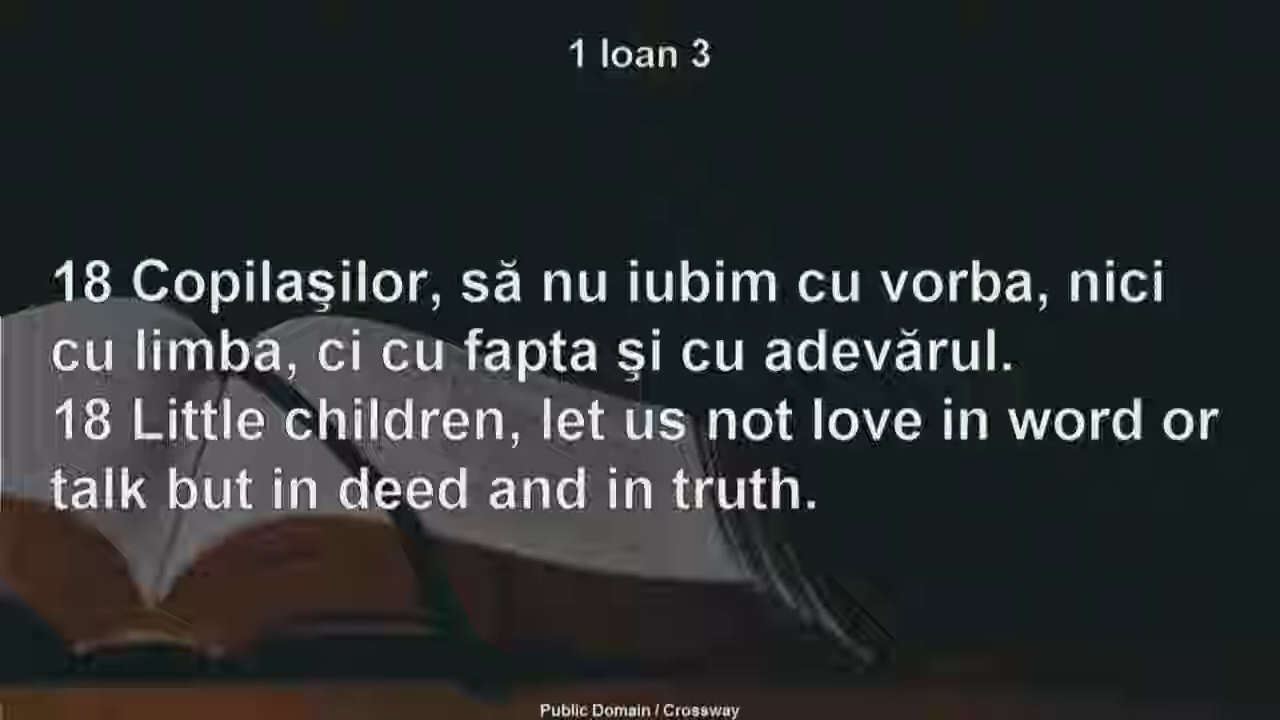 1 Ioan 3
18 Copilaşilor, să nu iubim cu vorba, nici
cu limba, ci cu fapta şi cu adevărul.
18 Little children, let us not love in word or
talk but in deed and in truth.
Public Domain / Crossway